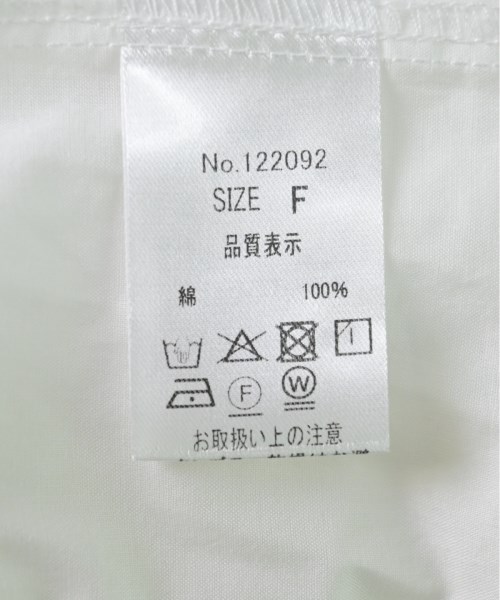 No.122092
SIZE F
品質表示
綿 100%
F W
お取扱い上の注意